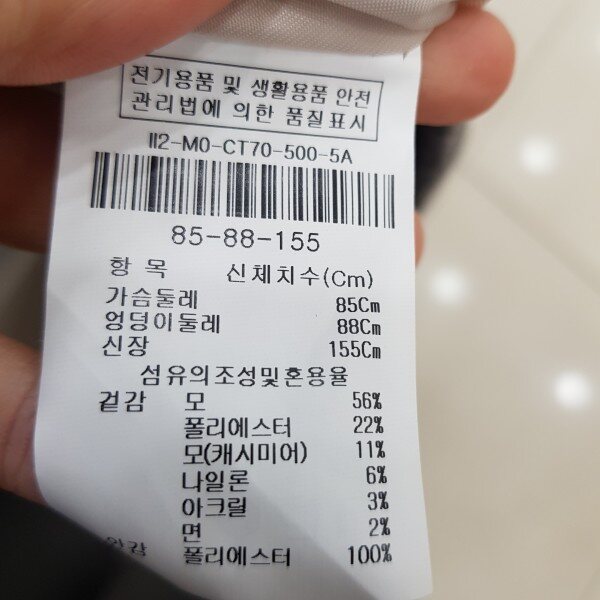 전기용품 및 생활용품 안전
관리법에 의한 품질표시
II2-MO-CT70-500-5A
85-88-155
항 목 신체치수(Cm)
가슴둘레 85Cm
엉덩이둘레 88Cm
신장 155Cm
섬유의조성및혼용율
겉감 모 56%
폴리에스터 22%
모(캐시미어) 11%
나일론 6%
아크릴 3%
면 2%
안감 폴리에스터 100%